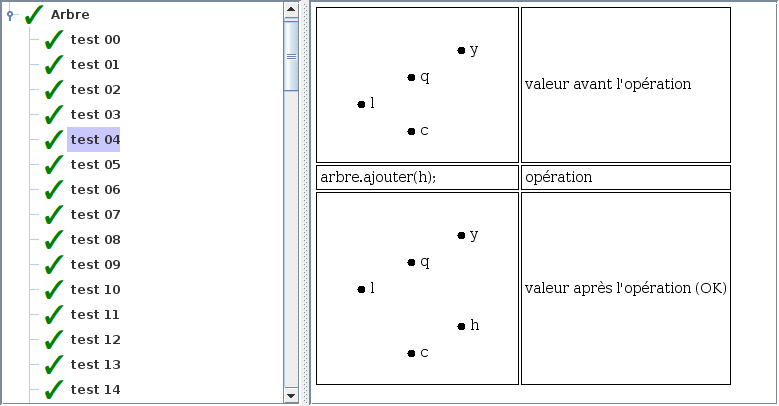 Arbre
test 00
test 01
test 02
test 03
test 04
test 05
test 06
test 07
test 08
test 09
test 10
test 11
test 12
test 13
test 14
y
q
l
c
valeur avant l'opération
arbre.ajouter(h);
opération
y
q
l
h
c
valeur après l'opération (OK)